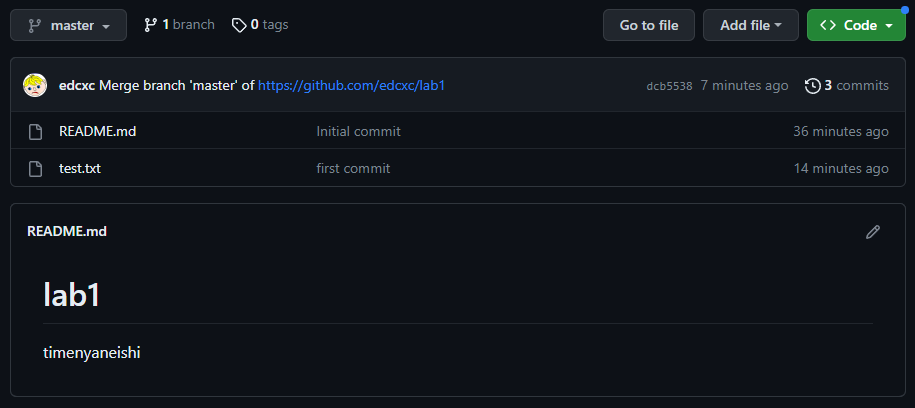 master 1 branch 0 tags Go to file Add file Code
edcxc Merge branch 'master' of https://github.com/edcxc/lab1 dcb5538 7 minutes ago 3 commits
README.md Initial commit 36 minutes ago
test.txt first commit 14 minutes ago
README.md
lab1
timenyaneishi